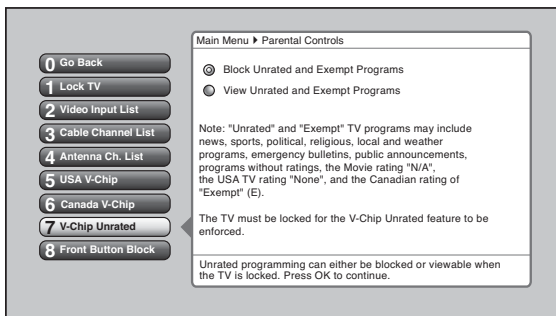 Main Menu ▶ Parental Controls
0 Go Back
1 Lock TV
2 Video Input List
3 Cable Channel List
4 Antenna Ch. List
5 USA V-Chip
6 Canada V-Chip
7 V-Chip Unrated
8 Front Button Block
Block Unrated and Exempt Programs
View Unrated and Exempt Programs
Note: "Unrated" and "Exempt" TV programs may include
news, sports, political, religious, local and weather
programs, emergency bulletins, public announcements,
programs without ratings, the Movie rating "N/A",
the USA TV rating "None", and the Canadian rating of
"Exempt" (E).
The TV must be locked for the V-Chip Unrated feature to be
enforced.
Unrated programming can either be blocked or viewable when
the TV is locked. Press OK to continue.